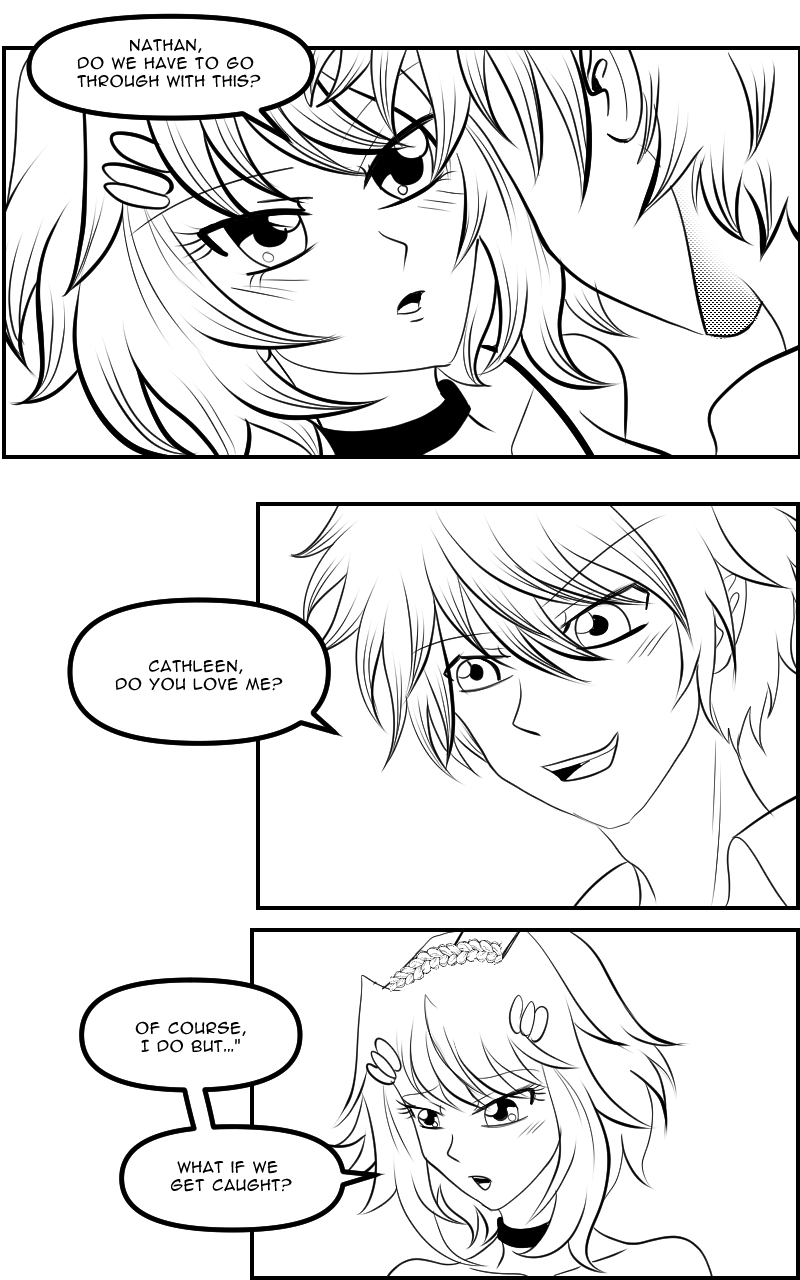 NATHAN,
DO WE HAVE TO GO
THROUGH WITH THIS?
CATHLEEN,
DO YOU LOVE ME?
OF COURSE,
I DO BUT..."
WHAT IF WE
GET CAUGHT?